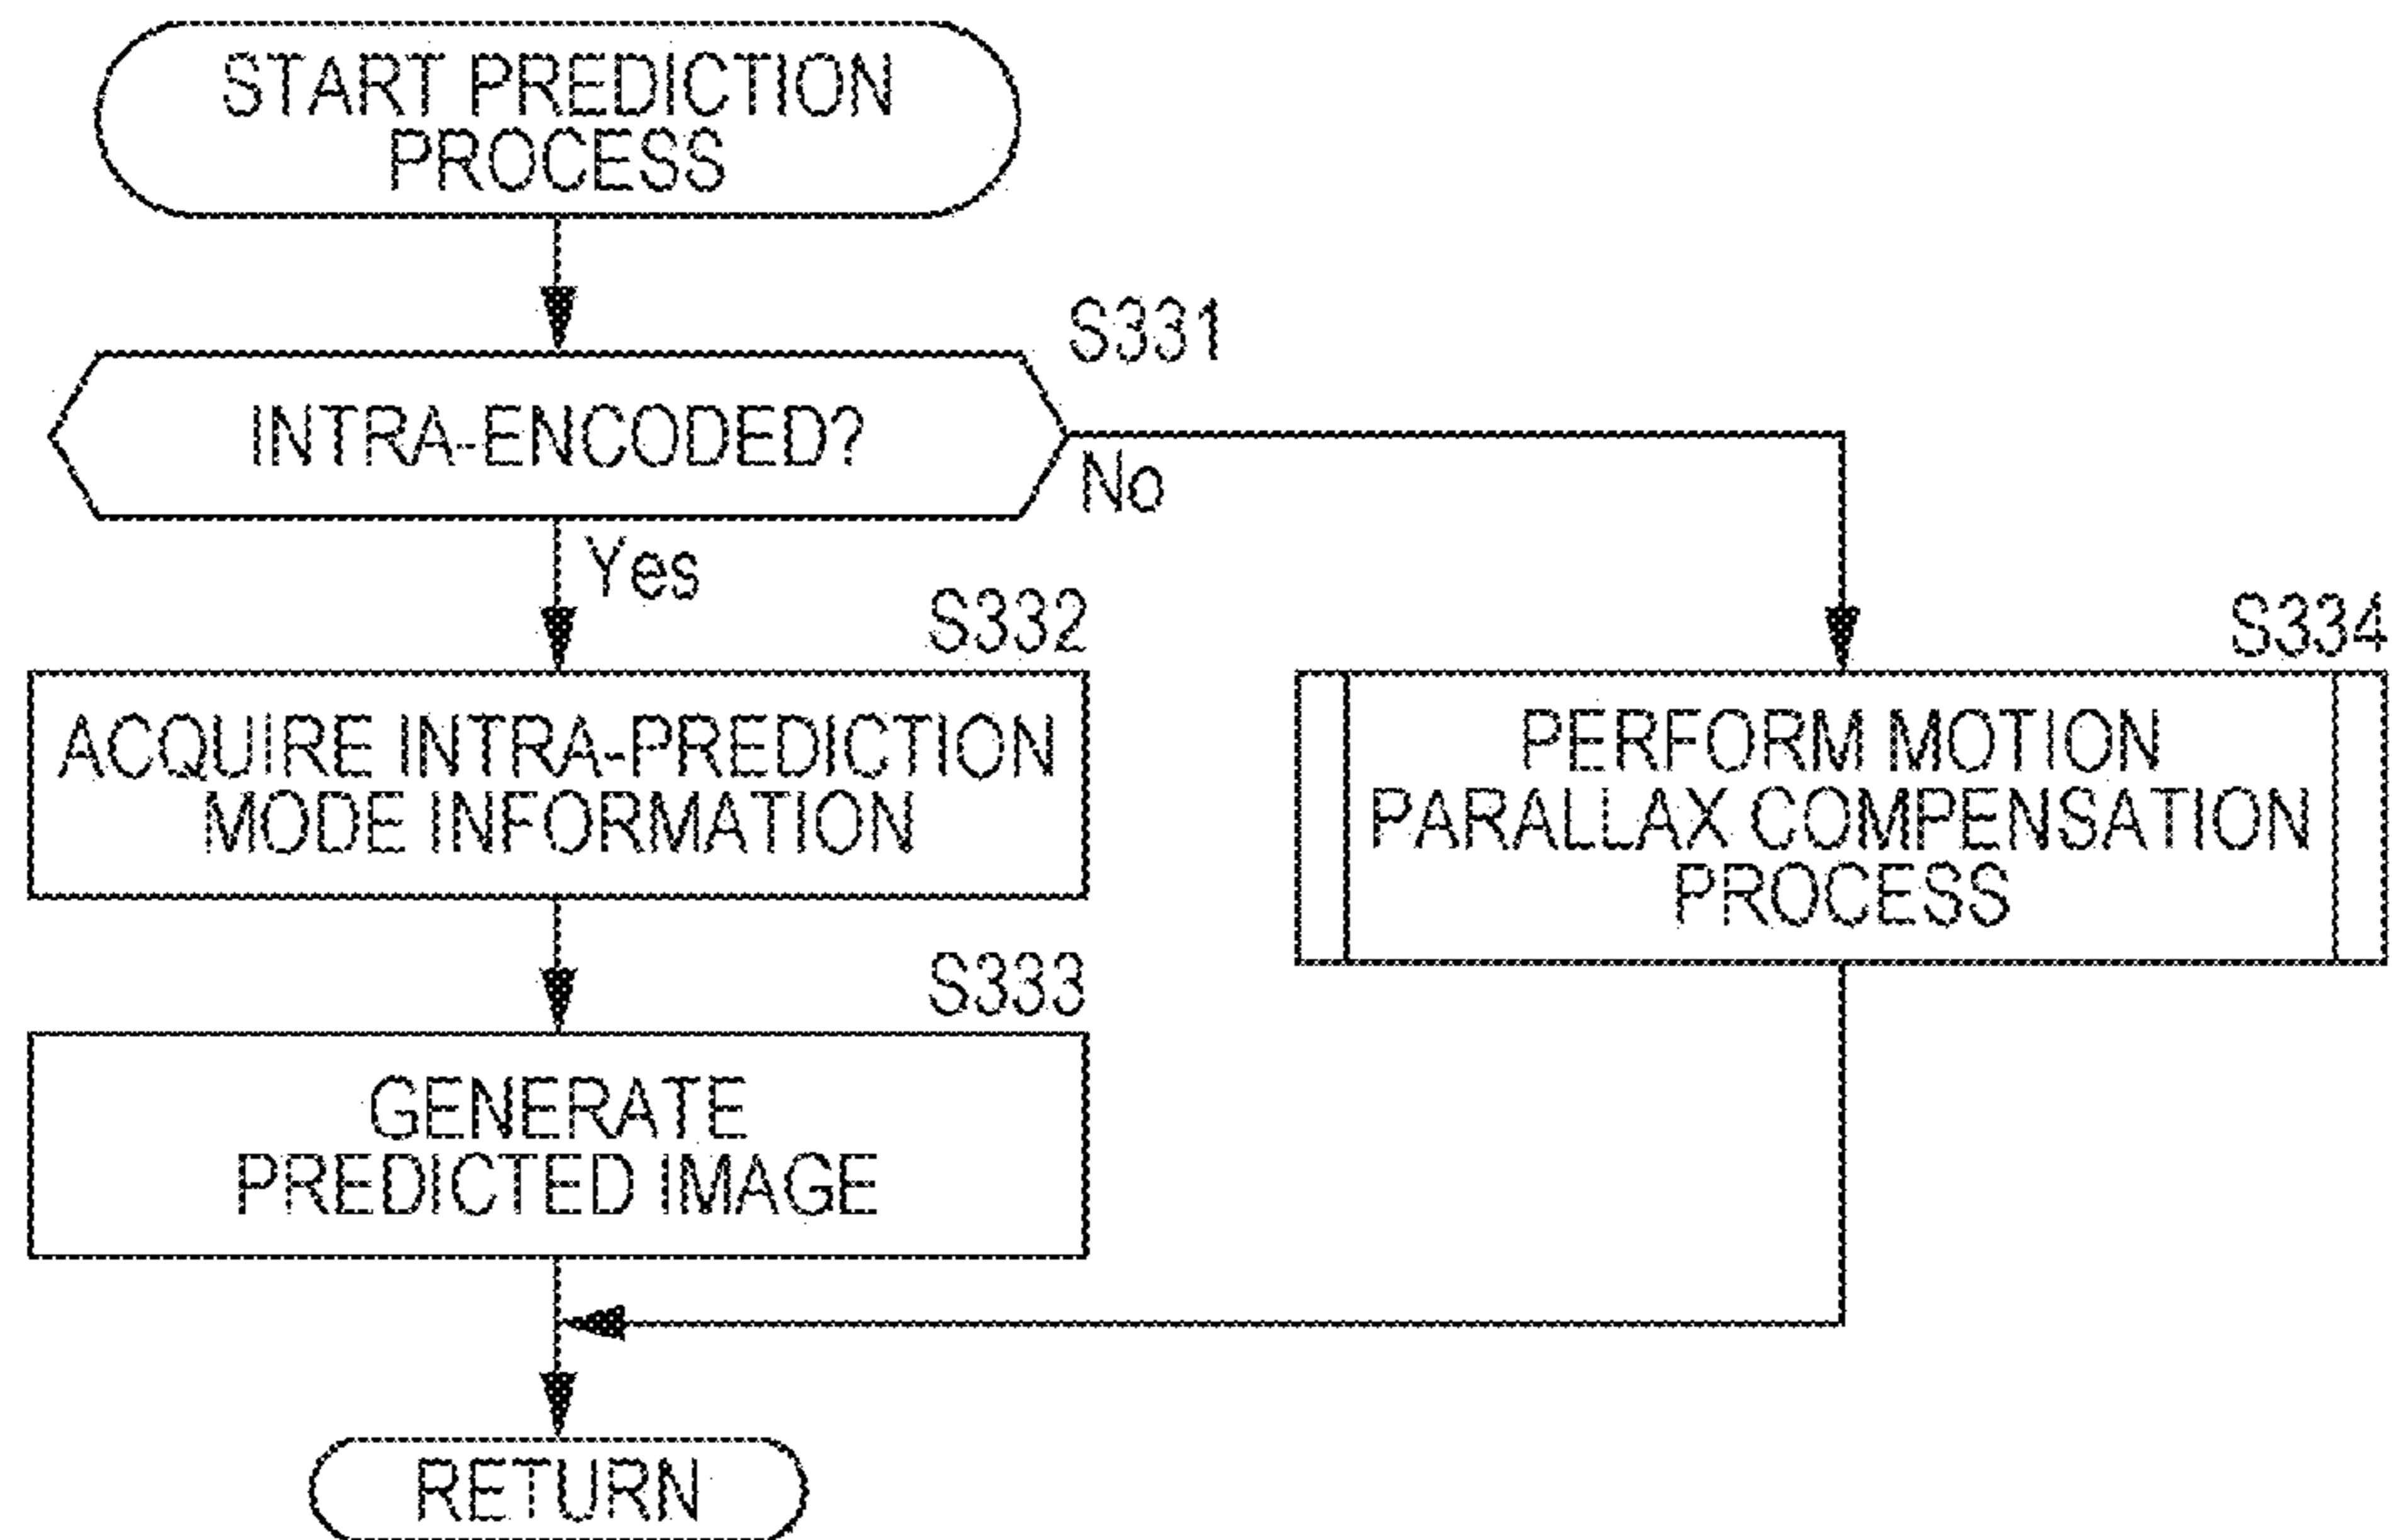 START PREDICTION
PROCESS
S331
INTRA-ENCODED?
No
Yes
S332
ACQUIRE INTRA-PREDICTION
MODE INFORMATION
S334
PERFORM MOTION
PARALLAX COMPENSATION
PROCESS
S333
GENERATE
PREDICTED IMAGE
RETURN